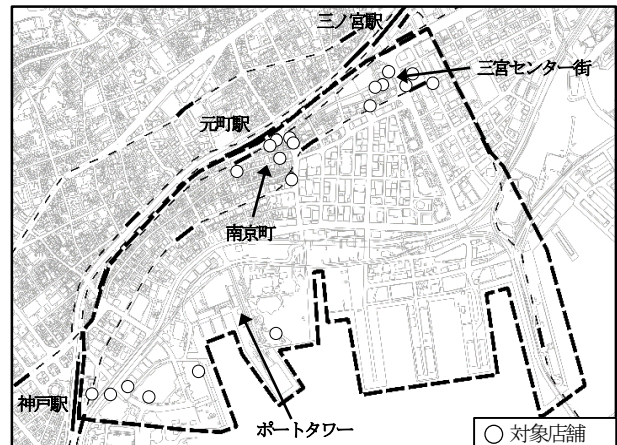 三ノ宮駅
三宮センター街
元町駅
南京町
神戸駅
ポートタワー
○ 対象店舗